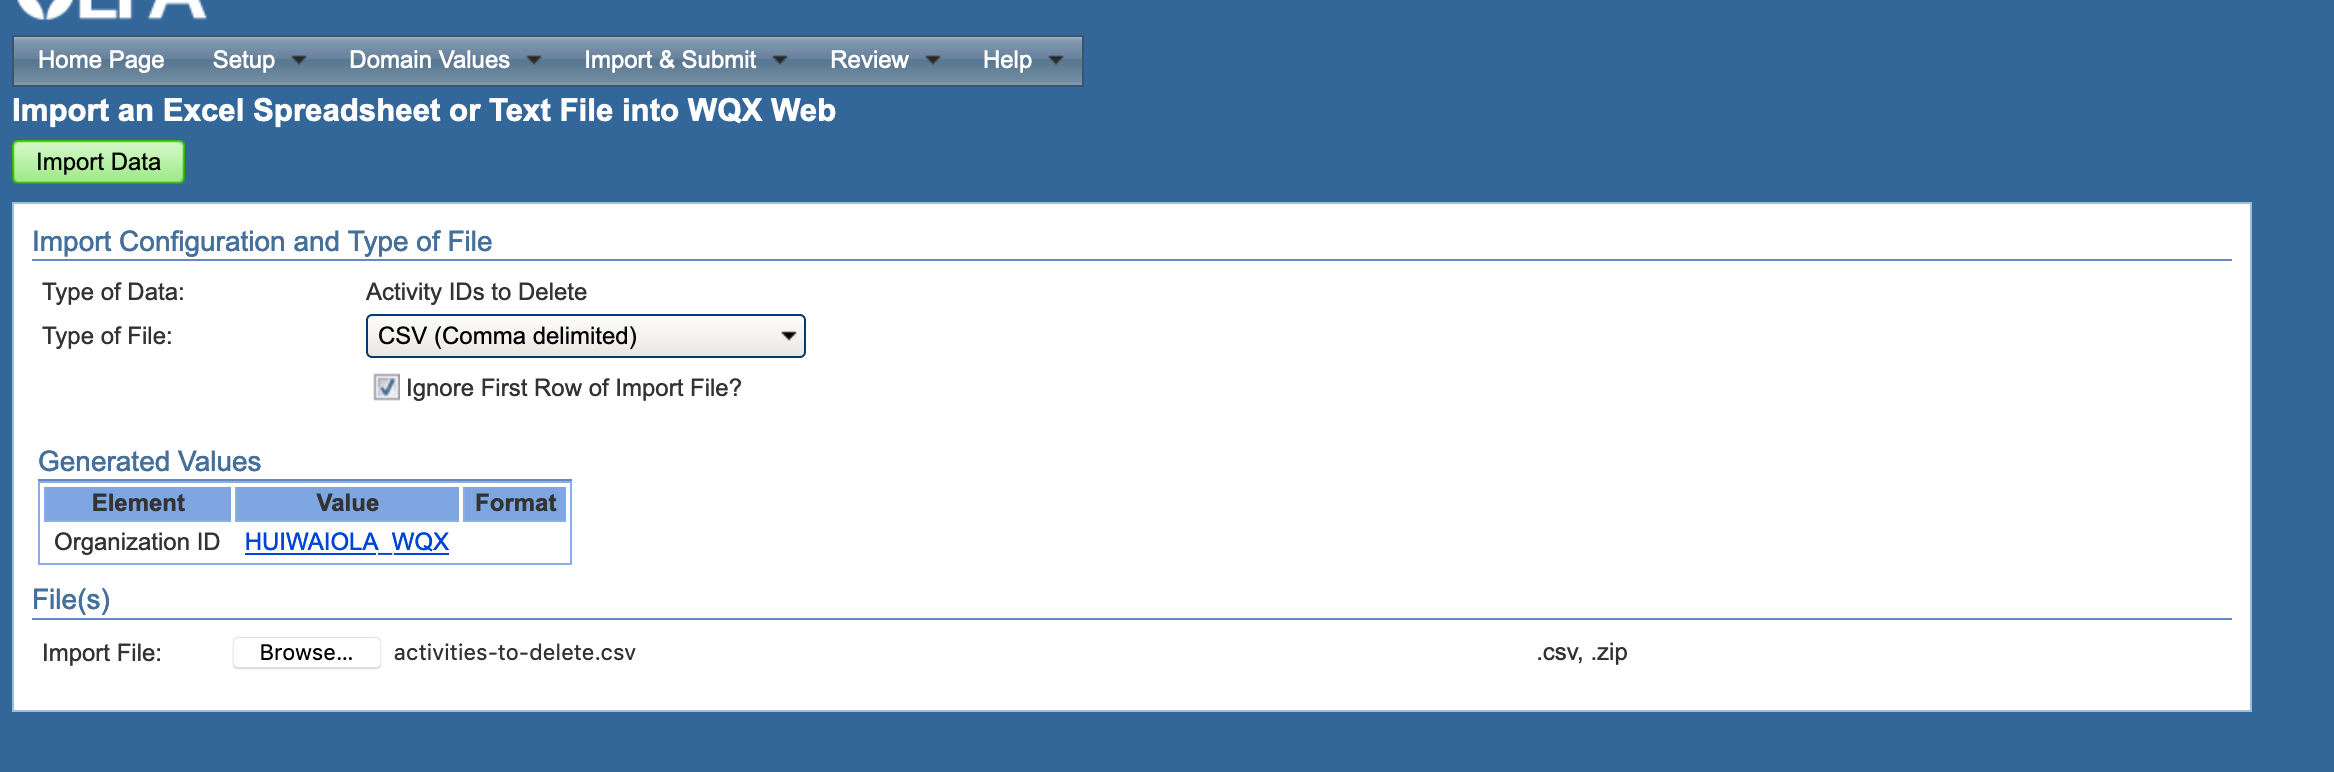 EPA
Home Page Setup Domain Values Import & Submit Review Help
Import an Excel Spreadsheet or Text File into WQX Web
Import Data
Import Configuration and Type of File
Type of Data: Activity IDs to Delete
Type of File: CSV (Comma delimited)
Ignore First Row of Import File?
Generated Values
Element Value Format
Organization ID HUIWAIOLA_WQX
File(s)
Import File: Browse... activities-to-delete.csv .csv, .zip